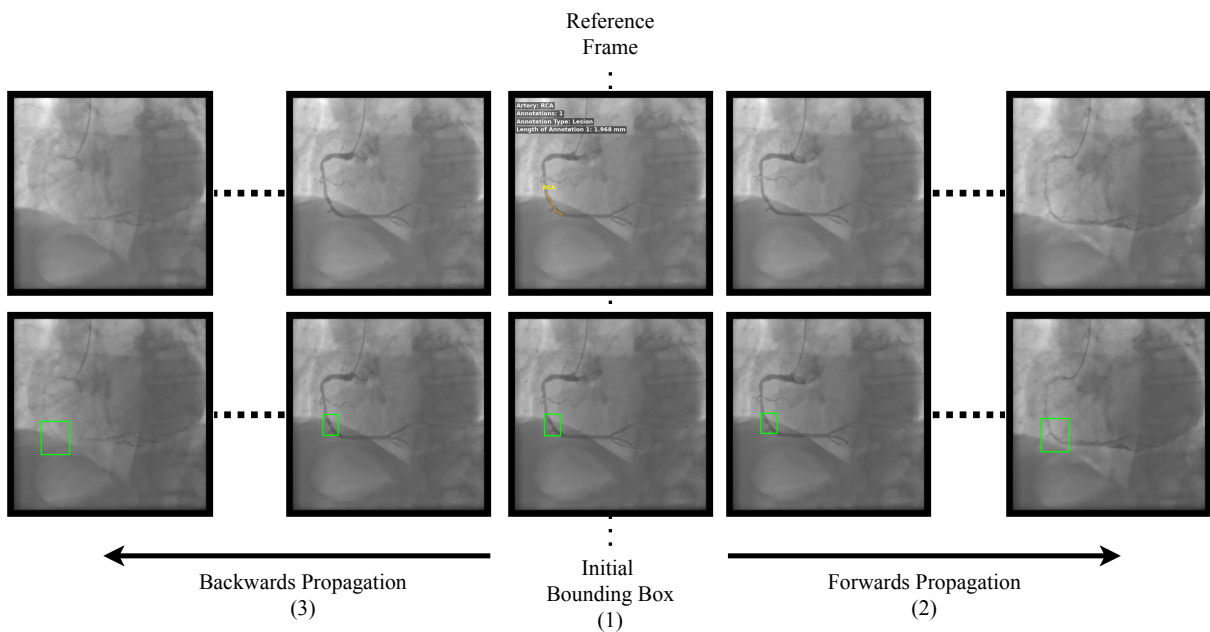 Reference
Frame
Artery: RCA
Annotations: 1
Annotation Type: Lesion
Length of Annotation 1: 1.968 mm
RCA
Backwards Propagation
(3)
Initial
Bounding Box
(1)
Forwards Propagation
(2)